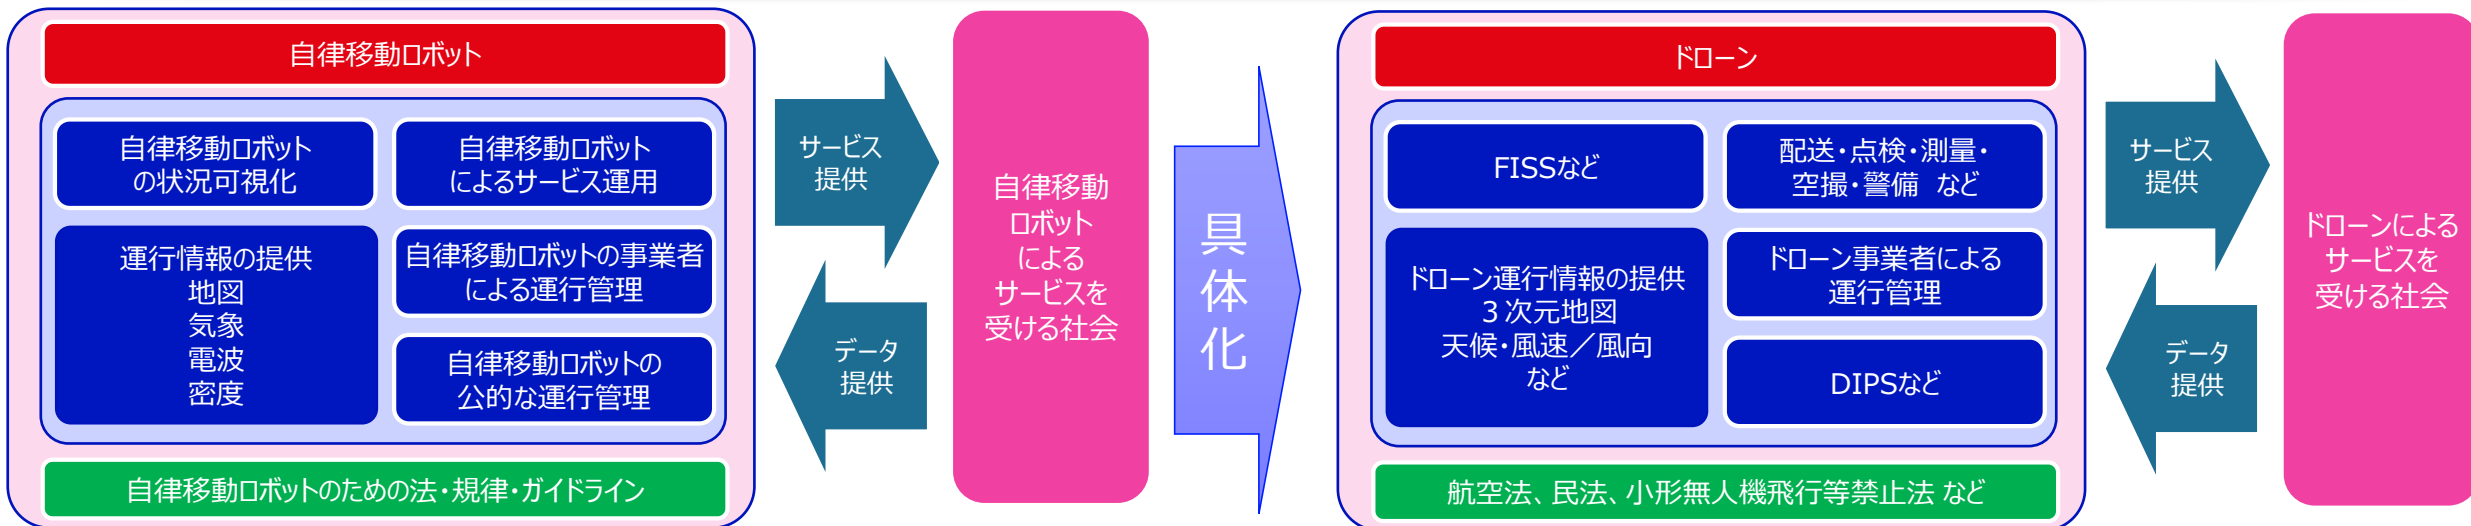 自律移動ロボット
自律移動ロボット
の状況可視化
自律移動ロボット
によるサービス運用
運行情報の提供
地図
気象
電波
密度
自律移動ロボットの事業者
による運行管理
自律移動ロボットの
公的な運行管理
自律移動ロボットのための法・規律・ガイドライン
サービス
提供
データ
提供
自律移動
ロボット
による
サービスを
受ける社会
具
体
化
ドローン
FISSなど
配送・点検・測量・
空撮・警備 など
ドローン運行情報の提供
3次元地図
天候・風速／風向
など
ドローン事業者による
運行管理
DIPSなど
航空法、民法、小形無人機飛行等禁止法 など
サービス
提供
データ
提供
ドローンによる
サービスを
受ける社会